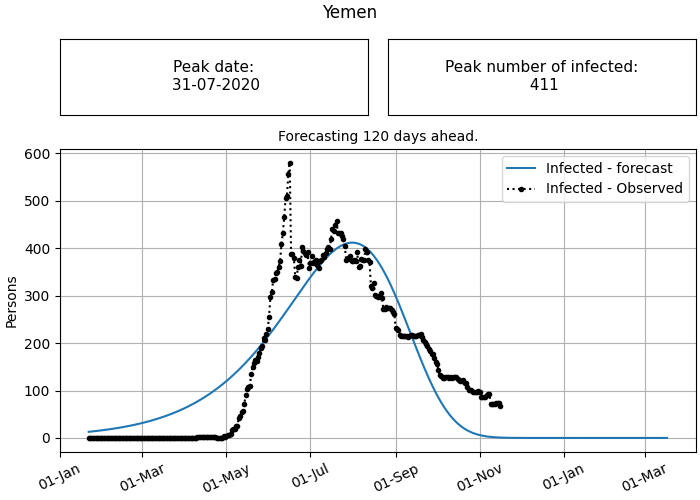 Yemen
Peak date:
31-07-2020
Peak number of infected:
411
Forecasting 120 days ahead.
Infected - forecast
Infected - Observed
Persons
600
500
400
300
200
100
0
01-Jan
01-Mar
01-May
01-Jul
01-Sep
01-Nov
01-Jan
01-Mar